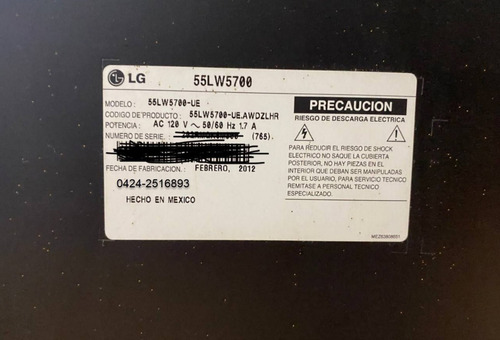 LG 55LW5700
MODELO : 55LW5700-UE
CODIGO DE PRODUCTO : 55LW5700-UE.AWDZLHR
POTENCIA : AC 120 V ~ 50/60 Hz 1.7 A
NUMERO DE SERIE. (765).
FECHA DE FABRICACION : FEBRERO, 2012
0424-2516893
HECHO EN MEXICO
PRECAUCION
RIESGO DE DESCARGA ELECTRICA
PARA REDUCIR EL RIESGO DE SHOCK
ELECTRICO NO SAQUE LA CUBIERTA
POSTERIOR, NO HAY PIEZAS EN EL
INTERIOR QUE DEBAN SER MANIPULADAS
POR EL USUARIO, PARA SERVICIO TECNICO
REMITASE A PERSONAL TECNICO
ESPECIALIZADO.